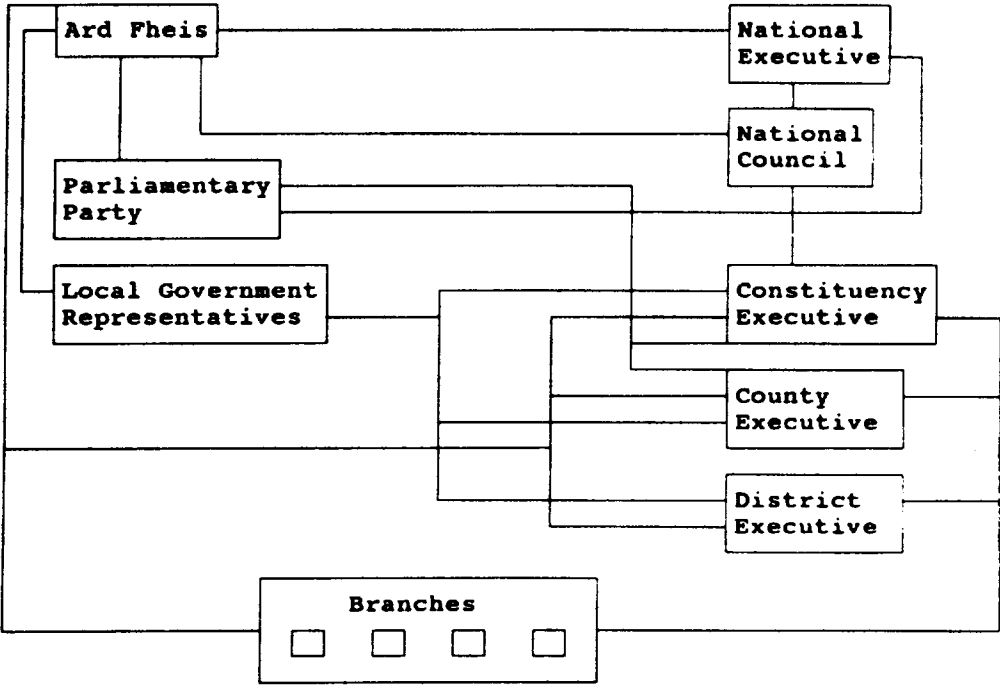 Ard Fheis
National
Executive
National
Council
Parliamentary
Party
Local Government
Representatives
Constituency
Executive
County
Executive
District
Executive
Branches